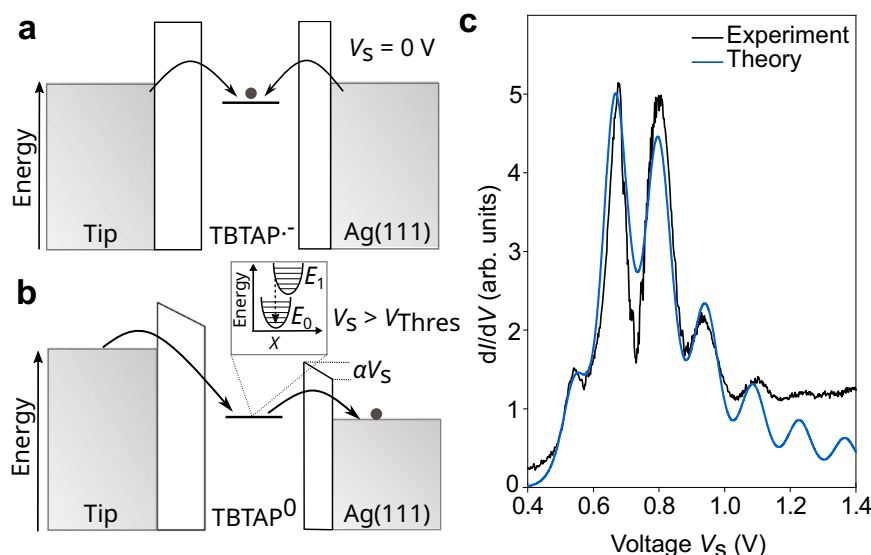 a
V_S = 0 V
Energy
Tip
TBTAP·-
Ag(111)
b
Energy
E_1
E_0
X
V_S > V_Thres
αV_S
Energy
Tip
TBTAP^0
Ag(111)
c
Experiment
Theory
dI/dV (arb. units)
5
4
3
2
1
0
0.4 0.6 0.8 1.0 1.2 1.4
Voltage V_S (V)